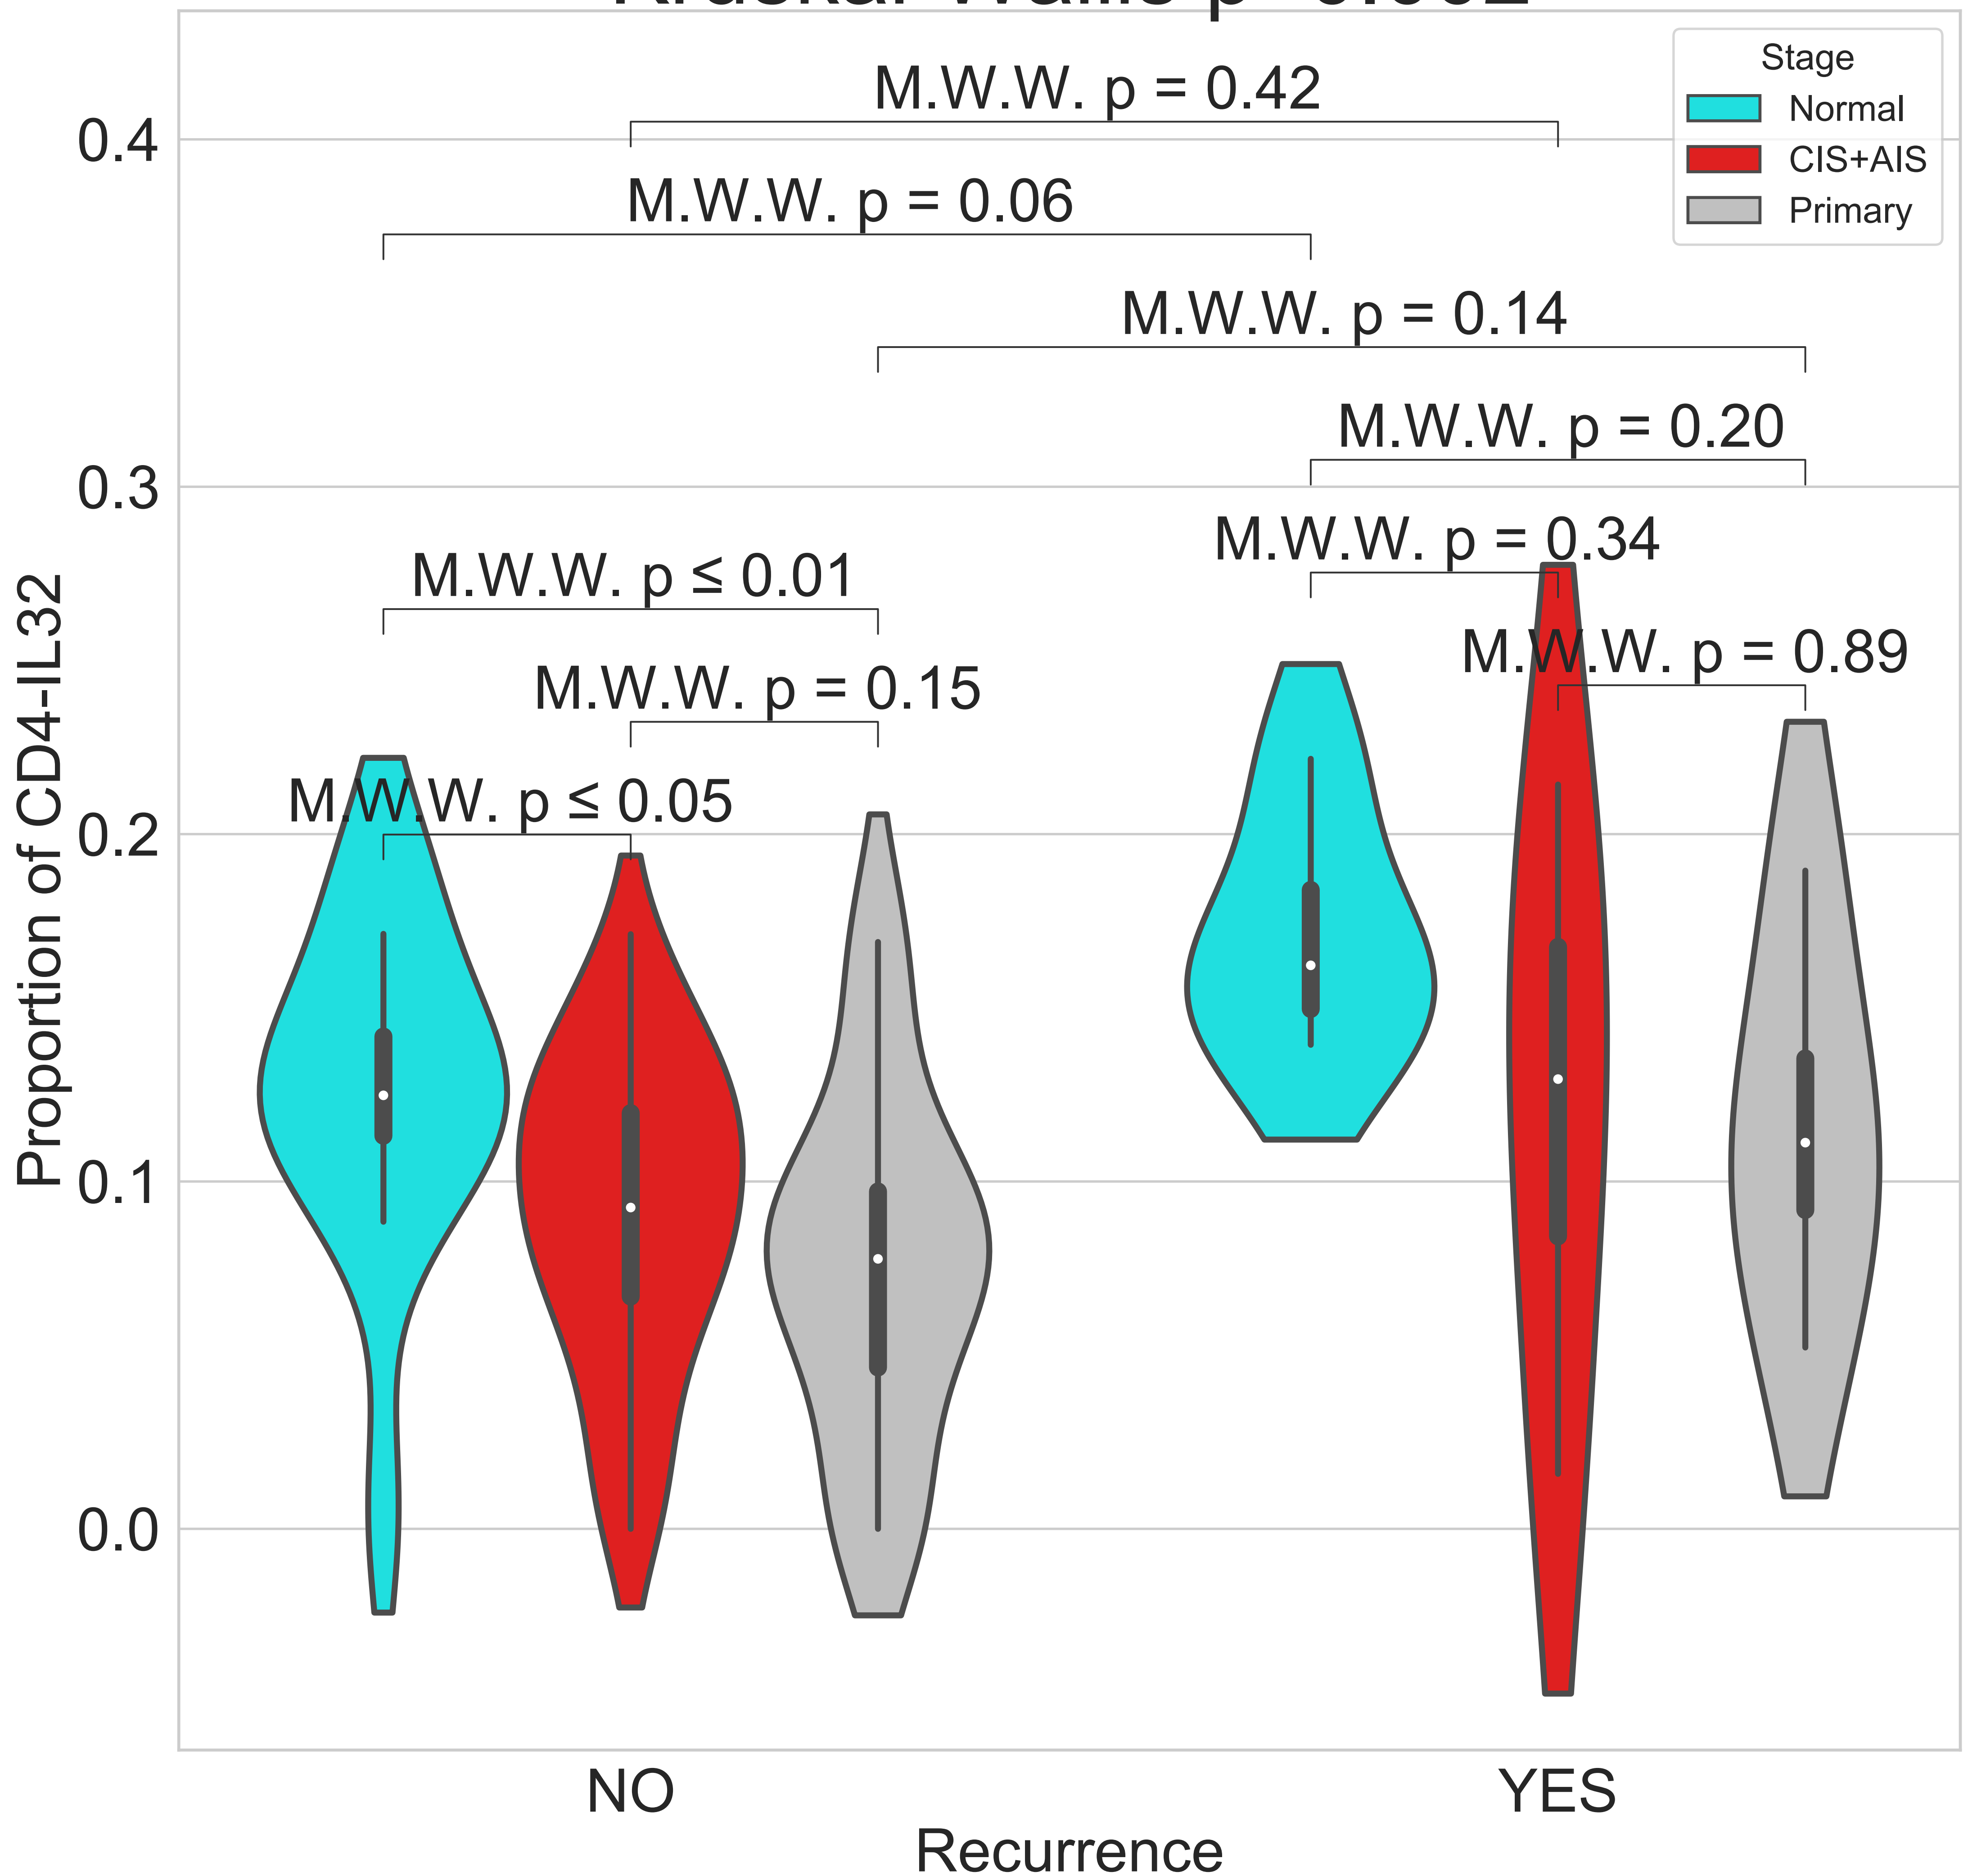 Stage
Normal
CIS+AIS
Primary
M.W.W. p = 0.42
M.W.W. p = 0.06
M.W.W. p = 0.14
M.W.W. p = 0.20
M.W.W. p = 0.34
M.W.W. p ≤ 0.01
M.W.W. p = 0.89
M.W.W. p = 0.15
M.W.W. p ≤ 0.05
0.4
0.3
0.2
0.1
0.0
Proportion of CD4-IL32
NO
YES
Recurrence